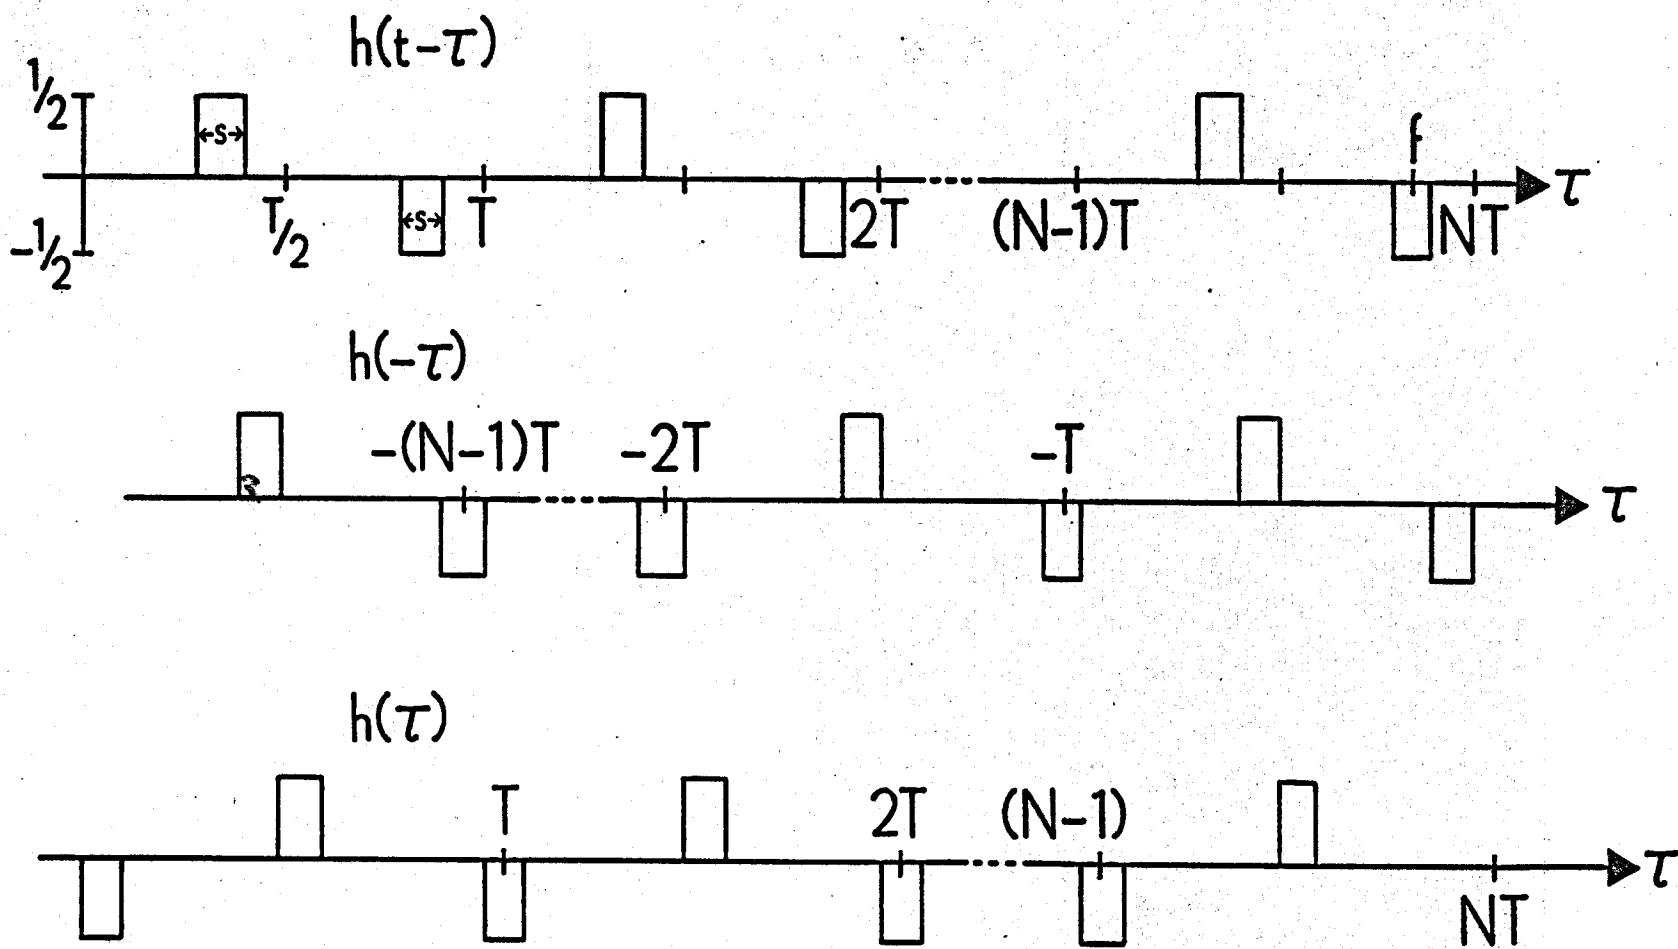 h(t-τ)
1/2
s
f
τ
-1/2
T/2
s
T
2T
(N-1)T
NT
h(-τ)
-(N-1)T
-2T
-T
τ
h(τ)
T
2T
(N-1)
τ
NT